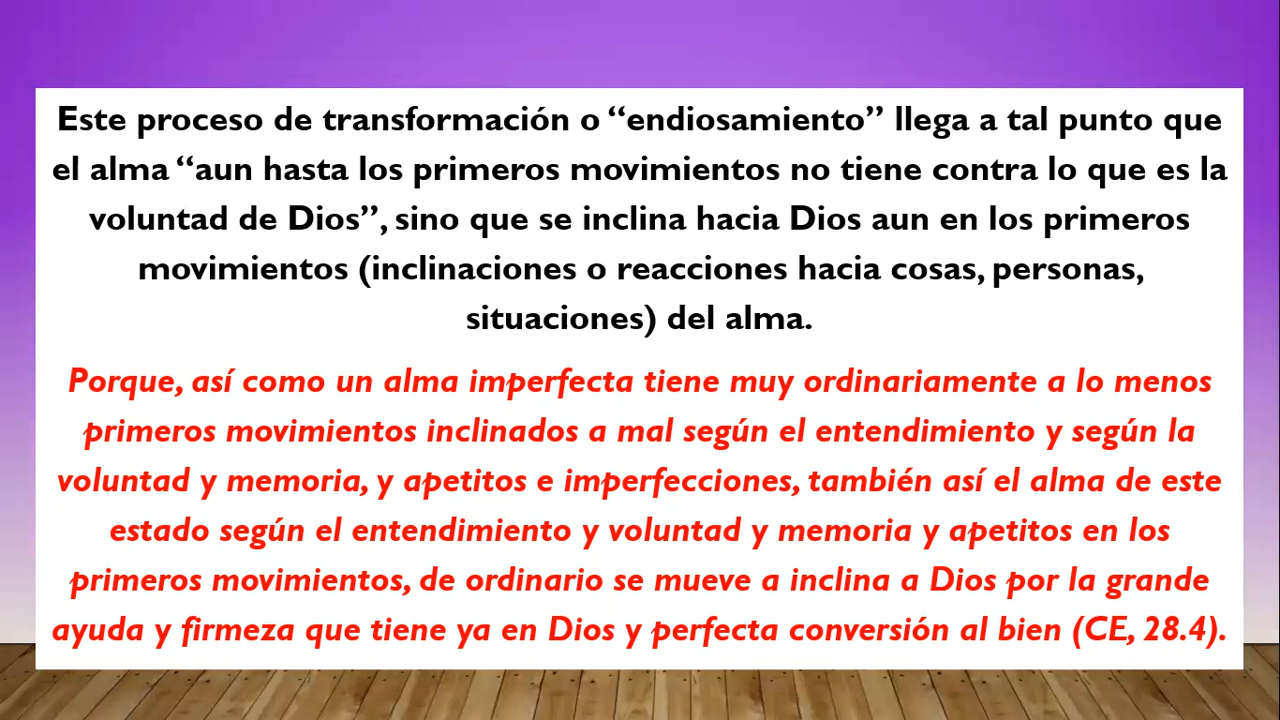 Este proceso de transformación o “endiosamiento” llega a tal punto que
el alma “aun hasta los primeros movimientos no tiene contra lo que es la
voluntad de Dios”, sino que se inclina hacia Dios aun en los primeros
movimientos (inclinaciones o reacciones hacia cosas, personas,
situaciones) del alma.
Porque, así como un alma imperfecta tiene muy ordinariamente a lo menos
primeros movimientos inclinados a mal según el entendimiento y según la
voluntad y memoria, y apetitos e imperfecciones, también así el alma de este
estado según el entendimiento y voluntad y memoria y apetitos en los
primeros movimientos, de ordinario se mueve a inclina a Dios por la grande
ayuda y firmeza que tiene ya en Dios y perfecta conversión al bien (CE, 28.4).